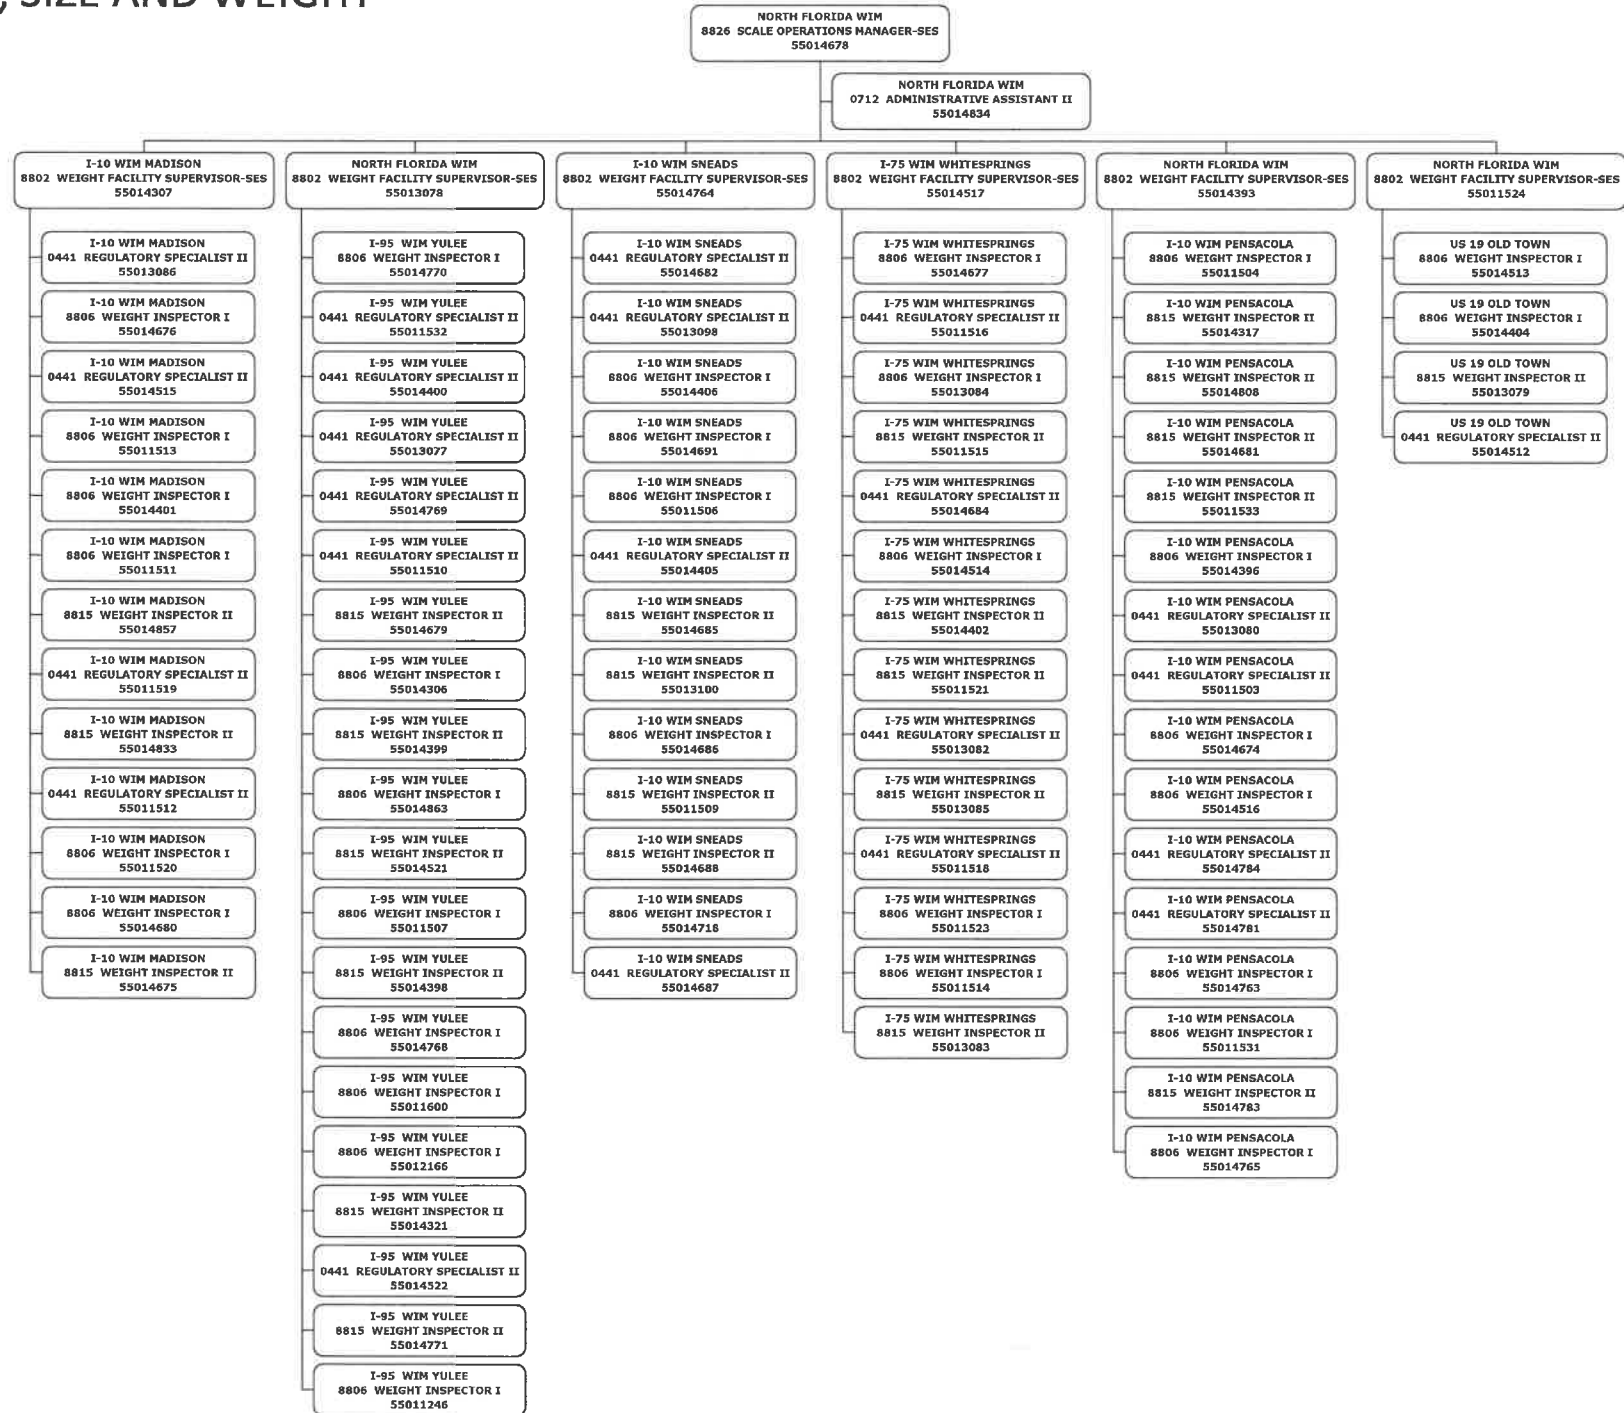 , SIZE AND WEIGHT
NORTH FLORIDA WIM
8826 SCALE OPERATIONS MANAGER-SES
55014678
NORTH FLORIDA WIM
0712 ADMINISTRATIVE ASSISTANT II
55014834
I-10 WIM MADISON
8802 WEIGHT FACILITY SUPERVISOR-SES
55014307
I-10 WIM MADISON
0441 REGULATORY SPECIALIST II
55013086
I-10 WIM MADISON
8806 WEIGHT INSPECTOR I
55014676
I-10 WIM MADISON
0441 REGULATORY SPECIALIST II
55014515
I-10 WIM MADISON
8806 WEIGHT INSPECTOR I
55011513
I-10 WIM MADISON
8806 WEIGHT INSPECTOR I
55014401
I-10 WIM MADISON
8806 WEIGHT INSPECTOR I
55011511
I-10 WIM MADISON
8815 WEIGHT INSPECTOR II
55014857
I-10 WIM MADISON
0441 REGULATORY SPECIALIST II
55011519
I-10 WIM MADISON
8815 WEIGHT INSPECTOR II
55014833
I-10 WIM MADISON
0441 REGULATORY SPECIALIST II
55011512
I-10 WIM MADISON
8806 WEIGHT INSPECTOR I
55011520
I-10 WIM MADISON
8806 WEIGHT INSPECTOR I
55014680
I-10 WIM MADISON
8815 WEIGHT INSPECTOR II
55014675
NORTH FLORIDA WIM
8802 WEIGHT FACILITY SUPERVISOR-SES
55013078
I-95 WIM YULEE
8806 WEIGHT INSPECTOR I
55014770
I-95 WIM YULEE
0441 REGULATORY SPECIALIST II
55011532
I-95 WIM YULEE
0441 REGULATORY SPECIALIST II
55014400
I-95 WIM YULEE
0441 REGULATORY SPECIALIST II
55013077
I-95 WIM YULEE
0441 REGULATORY SPECIALIST II
55014769
I-95 WIM YULEE
0441 REGULATORY SPECIALIST II
55011510
I-95 WIM YULEE
8815 WEIGHT INSPECTOR II
55014679
I-95 WIM YULEE
8806 WEIGHT INSPECTOR I
55014306
I-95 WIM YULEE
8815 WEIGHT INSPECTOR II
55014399
I-95 WIM YULEE
8806 WEIGHT INSPECTOR I
55014863
I-95 WIM YULEE
8815 WEIGHT INSPECTOR II
55014521
I-95 WIM YULEE
8806 WEIGHT INSPECTOR I
55011507
I-95 WIM YULEE
8815 WEIGHT INSPECTOR II
55014398
I-95 WIM YULEE
8806 WEIGHT INSPECTOR I
55014768
I-95 WIM YULEE
8806 WEIGHT INSPECTOR I
55011600
I-95 WIM YULEE
8806 WEIGHT INSPECTOR I
55012166
I-95 WIM YULEE
8815 WEIGHT INSPECTOR II
55014321
I-95 WIM YULEE
0441 REGULATORY SPECIALIST II
55014522
I-95 WIM YULEE
8815 WEIGHT INSPECTOR II
55014771
I-95 WIM YULEE
8806 WEIGHT INSPECTOR I
55011246
I-10 WIM SNEADS
8802 WEIGHT FACILITY SUPERVISOR-SES
55014764
I-10 WIM SNEADS
0441 REGULATORY SPECIALIST II
55014682
I-10 WIM SNEADS
0441 REGULATORY SPECIALIST II
55013098
I-10 WIM SNEADS
8806 WEIGHT INSPECTOR I
55014406
I-10 WIM SNEADS
8806 WEIGHT INSPECTOR I
55014691
I-10 WIM SNEADS
8806 WEIGHT INSPECTOR I
55011506
I-10 WIM SNEADS
0441 REGULATORY SPECIALIST II
55014405
I-10 WIM SNEADS
8815 WEIGHT INSPECTOR II
55014685
I-10 WIM SNEADS
8815 WEIGHT INSPECTOR II
55013100
I-10 WIM SNEADS
8806 WEIGHT INSPECTOR I
55014686
I-10 WIM SNEADS
8815 WEIGHT INSPECTOR II
55011509
I-10 WIM SNEADS
8815 WEIGHT INSPECTOR II
55014688
I-10 WIM SNEADS
8806 WEIGHT INSPECTOR I
55014718
I-10 WIM SNEADS
0441 REGULATORY SPECIALIST II
55014687
I-75 WIM WHITESPRINGS
8802 WEIGHT FACILITY SUPERVISOR-SES
55014517
I-75 WIM WHITESPRINGS
8806 WEIGHT INSPECTOR I
55014677
I-75 WIM WHITESPRINGS
0441 REGULATORY SPECIALIST II
55011516
I-75 WIM WHITESPRINGS
8806 WEIGHT INSPECTOR I
55013084
I-75 WIM WHITESPRINGS
8815 WEIGHT INSPECTOR II
55011515
I-75 WIM WHITESPRINGS
0441 REGULATORY SPECIALIST II
55014684
I-75 WIM WHITESPRINGS
8806 WEIGHT INSPECTOR I
55014514
I-75 WIM WHITESPRINGS
8815 WEIGHT INSPECTOR II
55014402
I-75 WIM WHITESPRINGS
8815 WEIGHT INSPECTOR II
55011521
I-75 WIM WHITESPRINGS
0441 REGULATORY SPECIALIST II
55013082
I-75 WIM WHITESPRINGS
8815 WEIGHT INSPECTOR II
55013085
I-75 WIM WHITESPRINGS
0441 REGULATORY SPECIALIST II
55011518
I-75 WIM WHITESPRINGS
8806 WEIGHT INSPECTOR I
55011523
I-75 WIM WHITESPRINGS
8806 WEIGHT INSPECTOR I
55011514
I-75 WIM WHITESPRINGS
8815 WEIGHT INSPECTOR II
55013083
NORTH FLORIDA WIM
8802 WEIGHT FACILITY SUPERVISOR-SES
55014393
I-10 WIM PENSACOLA
8806 WEIGHT INSPECTOR I
55011504
I-10 WIM PENSACOLA
8815 WEIGHT INSPECTOR II
55014317
I-10 WIM PENSACOLA
8815 WEIGHT INSPECTOR II
55014808
I-10 WIM PENSACOLA
8815 WEIGHT INSPECTOR II
55014681
I-10 WIM PENSACOLA
8815 WEIGHT INSPECTOR II
55011533
I-10 WIM PENSACOLA
8806 WEIGHT INSPECTOR I
55014396
I-10 WIM PENSACOLA
0441 REGULATORY SPECIALIST II
55013080
I-10 WIM PENSACOLA
0441 REGULATORY SPECIALIST II
55011503
I-10 WIM PENSACOLA
8806 WEIGHT INSPECTOR I
55014674
I-10 WIM PENSACOLA
8806 WEIGHT INSPECTOR I
55014516
I-10 WIM PENSACOLA
0441 REGULATORY SPECIALIST II
55014784
I-10 WIM PENSACOLA
0441 REGULATORY SPECIALIST II
55014781
I-10 WIM PENSACOLA
8806 WEIGHT INSPECTOR I
55014763
I-10 WIM PENSACOLA
8806 WEIGHT INSPECTOR I
55011531
I-10 WIM PENSACOLA
8815 WEIGHT INSPECTOR II
55014783
I-10 WIM PENSACOLA
8806 WEIGHT INSPECTOR I
55014765
NORTH FLORIDA WIM
8802 WEIGHT FACILITY SUPERVISOR-SES
55011524
US 19 OLD TOWN
8806 WEIGHT INSPECTOR I
55014513
US 19 OLD TOWN
8806 WEIGHT INSPECTOR I
55014404
US 19 OLD TOWN
8815 WEIGHT INSPECTOR II
55013079
US 19 OLD TOWN
0441 REGULATORY SPECIALIST II
55014512